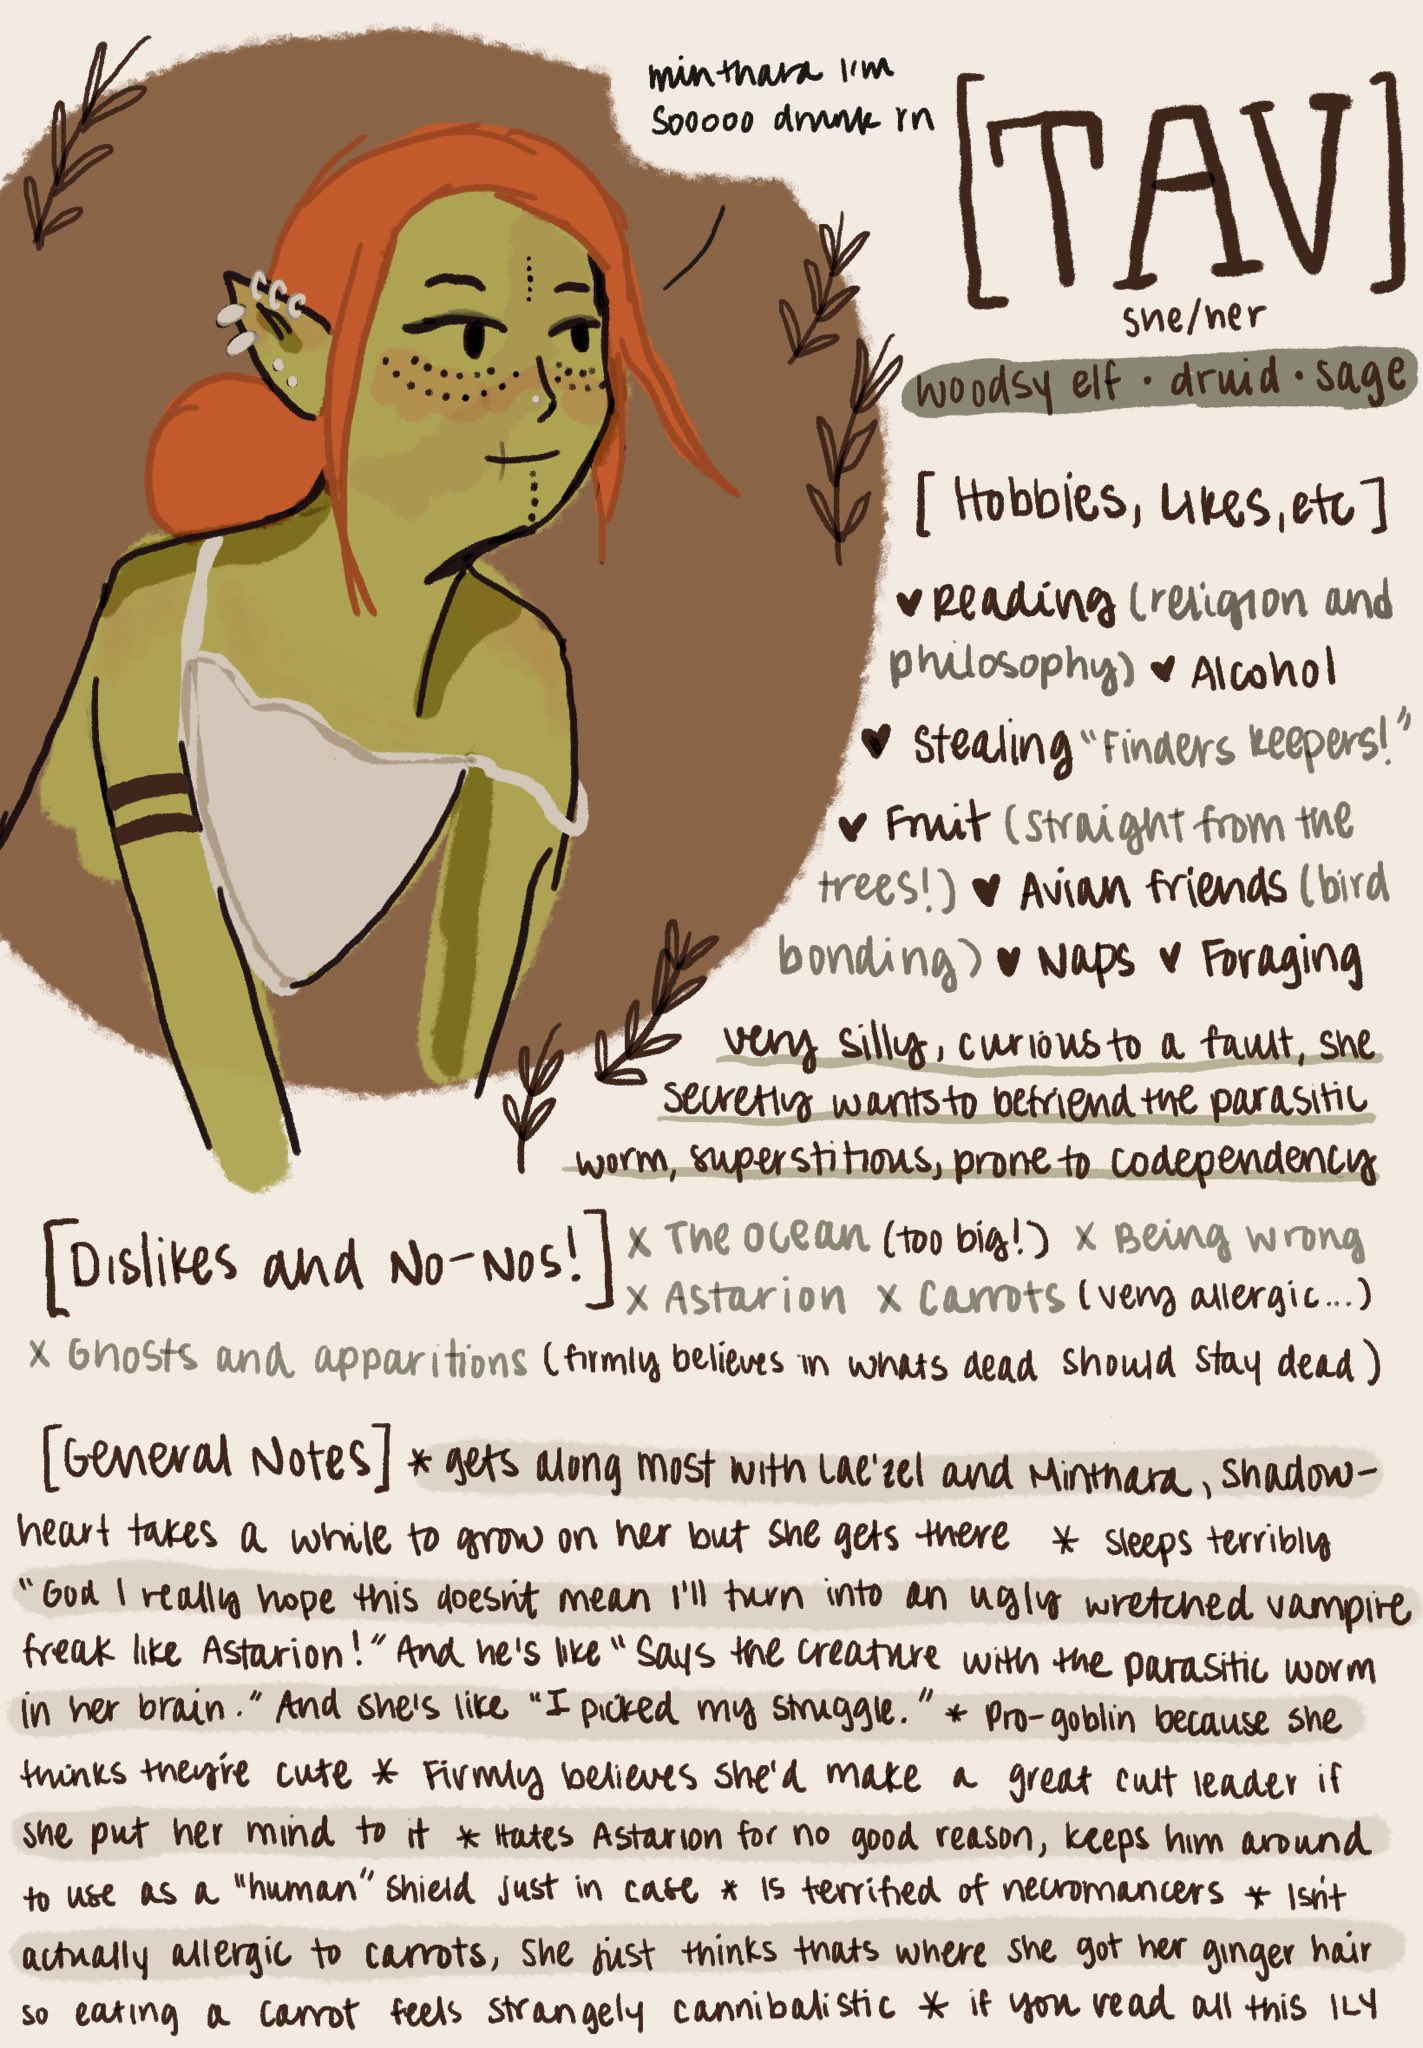 minthara I'm
Sooooo drunk rn
[TAV]
she/her
woodsy elf · druid · sage
[Hobbies, Likes, etc]
♥ Reading (religion and
philosophy) ♥ Alcohol
♥ Stealing "Finders keepers!"
♥ Fruit (straight from the
trees!) ♥ Avian friends (bird
bonding) ♥ Naps ♥ Foraging
very silly, curious to a fault, she
secretly wants to befriend the parasitic
worm, superstitious, prone to codependency
[Dislikes and No-Nos!] x The ocean (too big!) x Being wrong
x Astarion x Carrots (very allergic...)
x Ghosts and apparitions (firmly believes in whats dead should stay dead)
[General Notes] * gets along most with Lae'zel and Minthara, Shadow-
heart takes a while to grow on her but she gets there * sleeps terribly
"God I really hope this doesn't mean I'll turn into an ugly wretched vampire
freak like Astarion!" And he's like "Says the creature with the parasitic worm
in her brain." And she's like "I picked my struggle." * Pro-goblin because she
thinks they're cute * Firmly believes she'd make a great cult leader if
she put her mind to it * Hates Astarion for no good reason, keeps him around
to use as a "human" shield just in case * Is terrified of necromancers * Isn't
actually allergic to carrots, she just thinks thats where she got her ginger hair
so eating a carrot feels strangely cannibalistic * if you read all this ILY